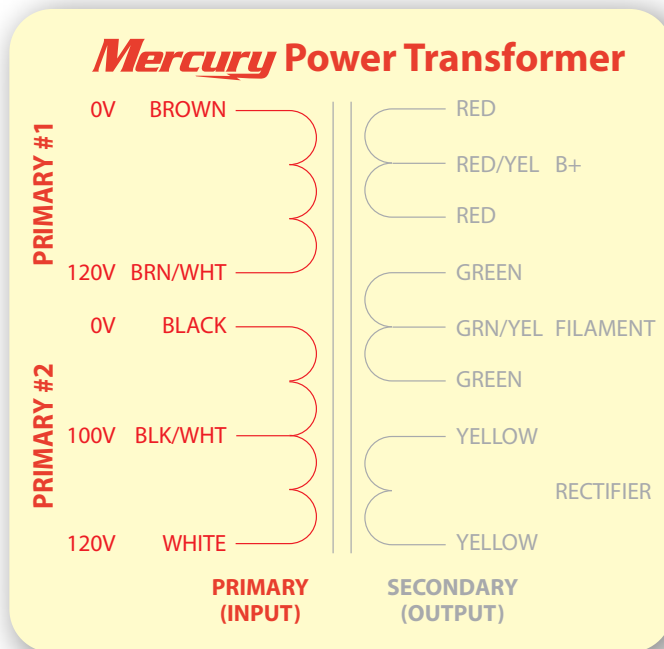 Mercury Power Transformer
PRIMARY #1
0V BROWN
120V BRN/WHT
PRIMARY #2
0V BLACK
100V BLK/WHT
120V WHITE
RED
RED/YEL B+
RED
GREEN
GRN/YEL FILAMENT
GREEN
YELLOW
RECTIFIER
YELLOW
PRIMARY
(INPUT)
SECONDARY
(OUTPUT)